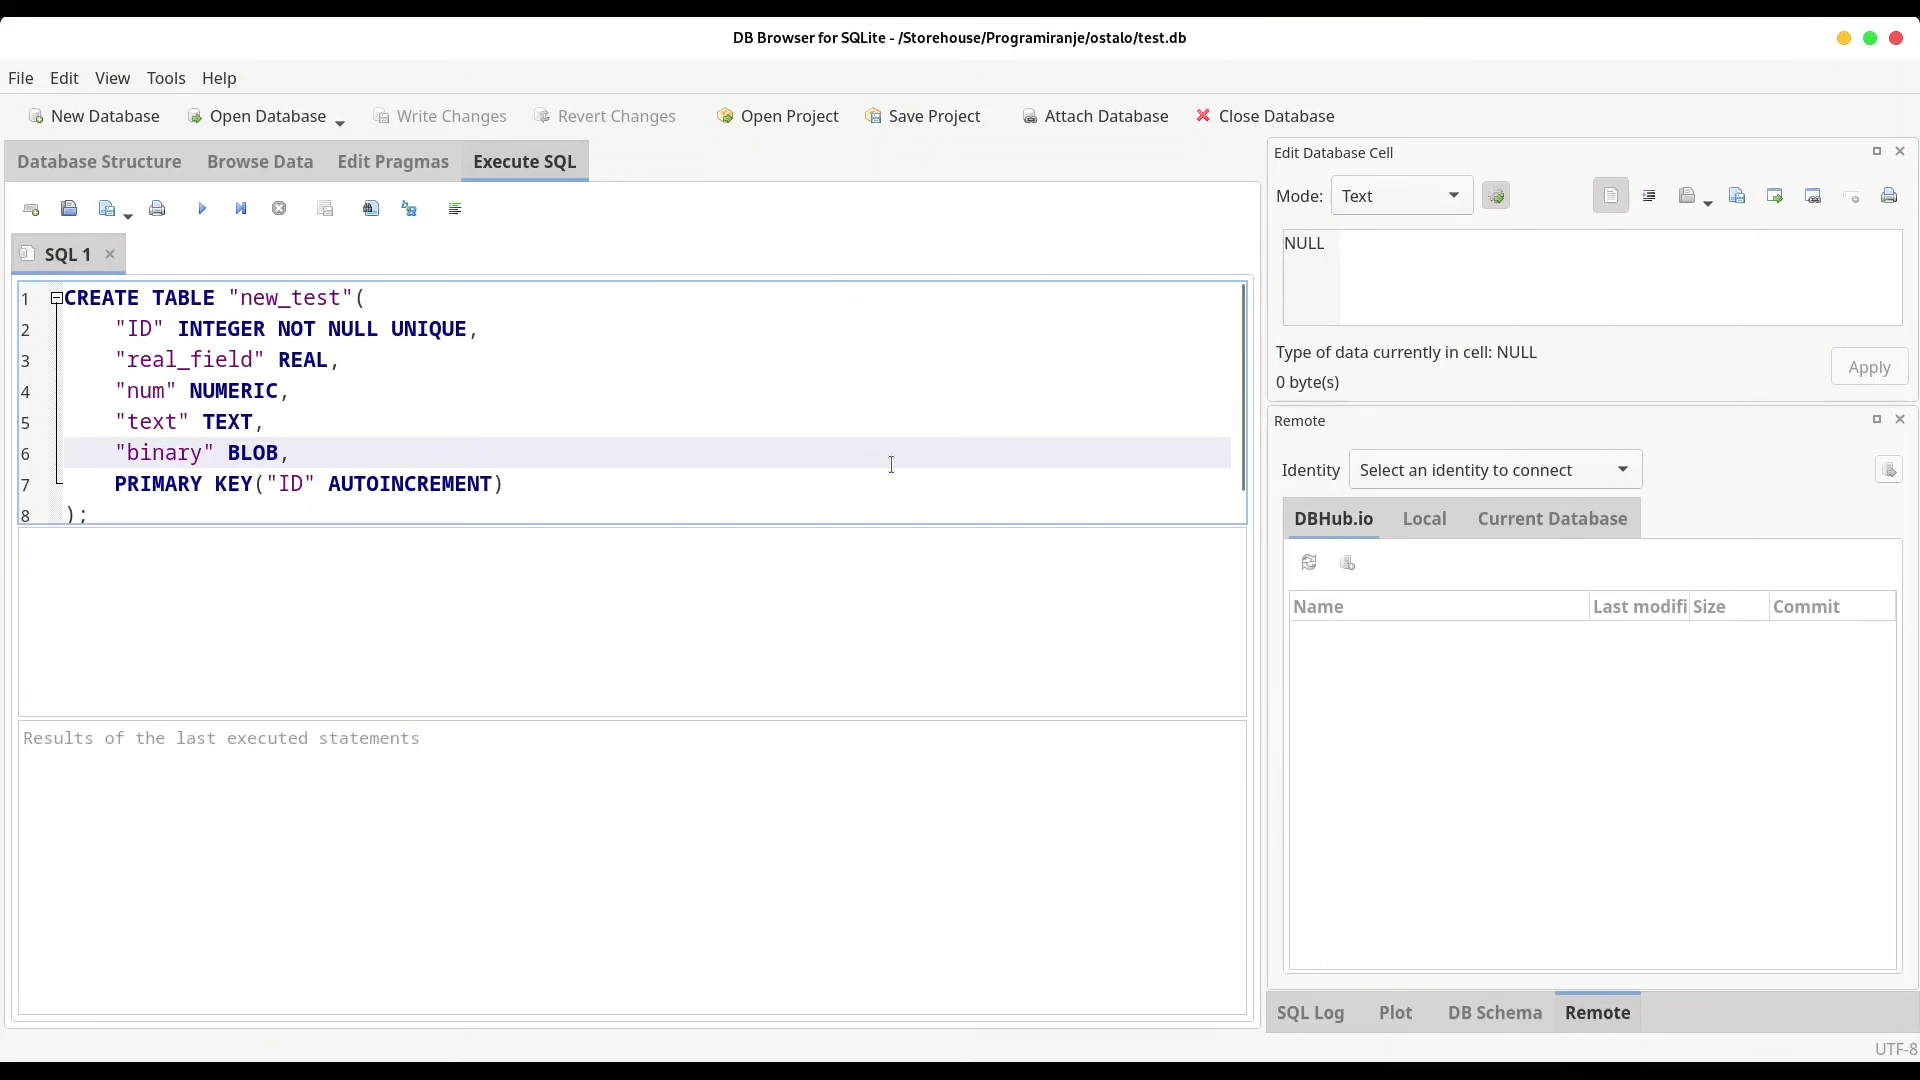 DB Browser for SQLite - /Storehouse/Programiranje/ostalo/test.db
File Edit View Tools Help
New Database Open Database Write Changes Revert Changes Open Project Save Project Attach Database Close Database
Database Structure Browse Data Edit Pragmas Execute SQL
SQL 1
1 CREATE TABLE "new_test"(
2 "ID" INTEGER NOT NULL UNIQUE,
3 "real_field" REAL,
4 "num" NUMERIC,
5 "text" TEXT,
6 "binary" BLOB,
7 PRIMARY KEY("ID" AUTOINCREMENT)
8 );
Results of the last executed statements
Edit Database Cell
Mode: Text
NULL
Type of data currently in cell: NULL
0 byte(s)
Apply
Remote
Identity Select an identity to connect
DBHub.io Local Current Database
Name Last modifi Size Commit
SQL Log Plot DB Schema Remote
UTF-8